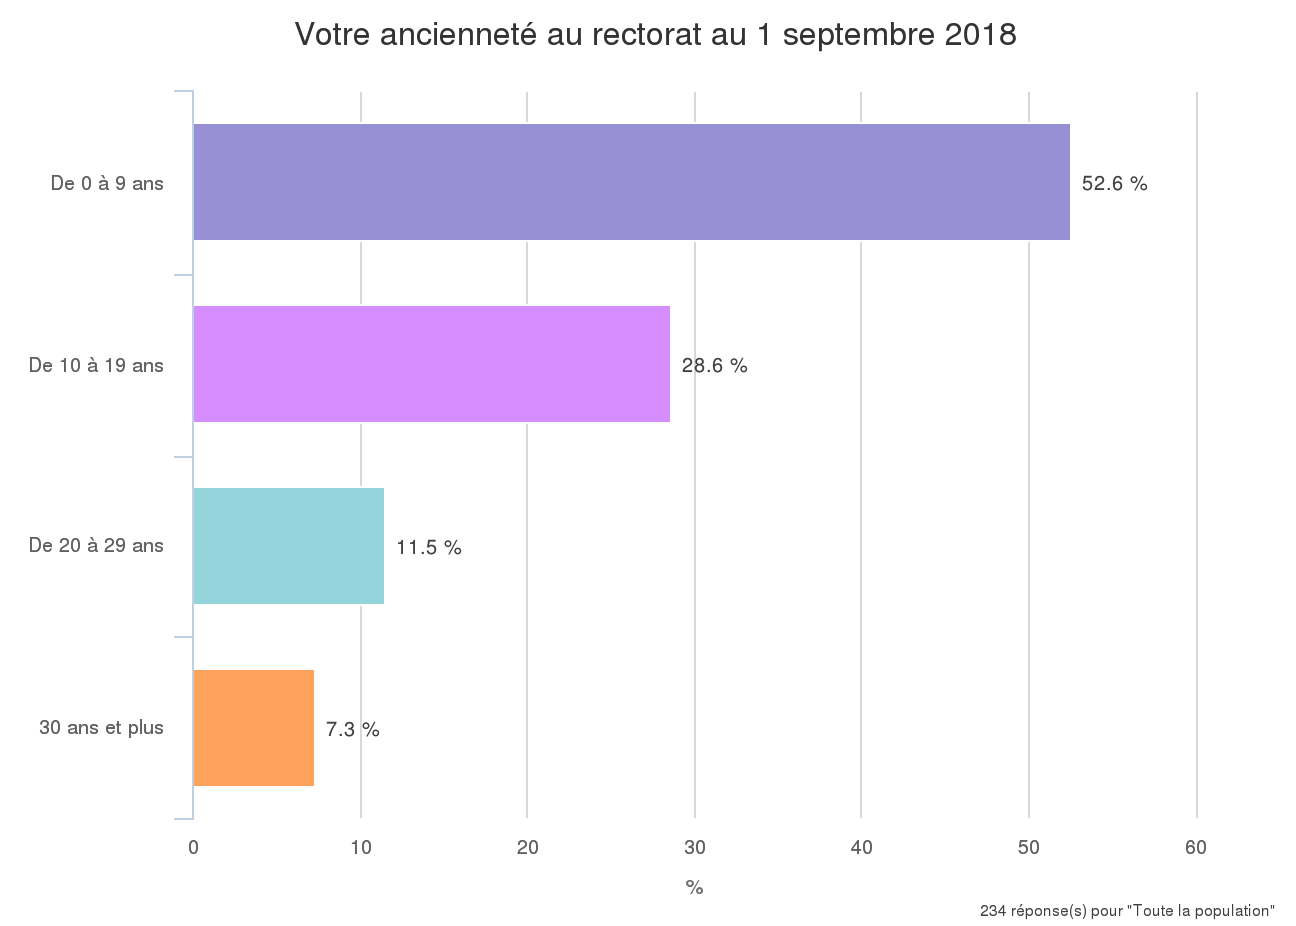 Votre ancienneté au rectorat au 1 septembre 2018
De 0 à 9 ans
52.6 %
De 10 à 19 ans
28.6 %
De 20 à 29 ans
11.5 %
30 ans et plus
7.3 %
0 10 20 30 40 50 60
%
234 réponse(s) pour "Toute la population"